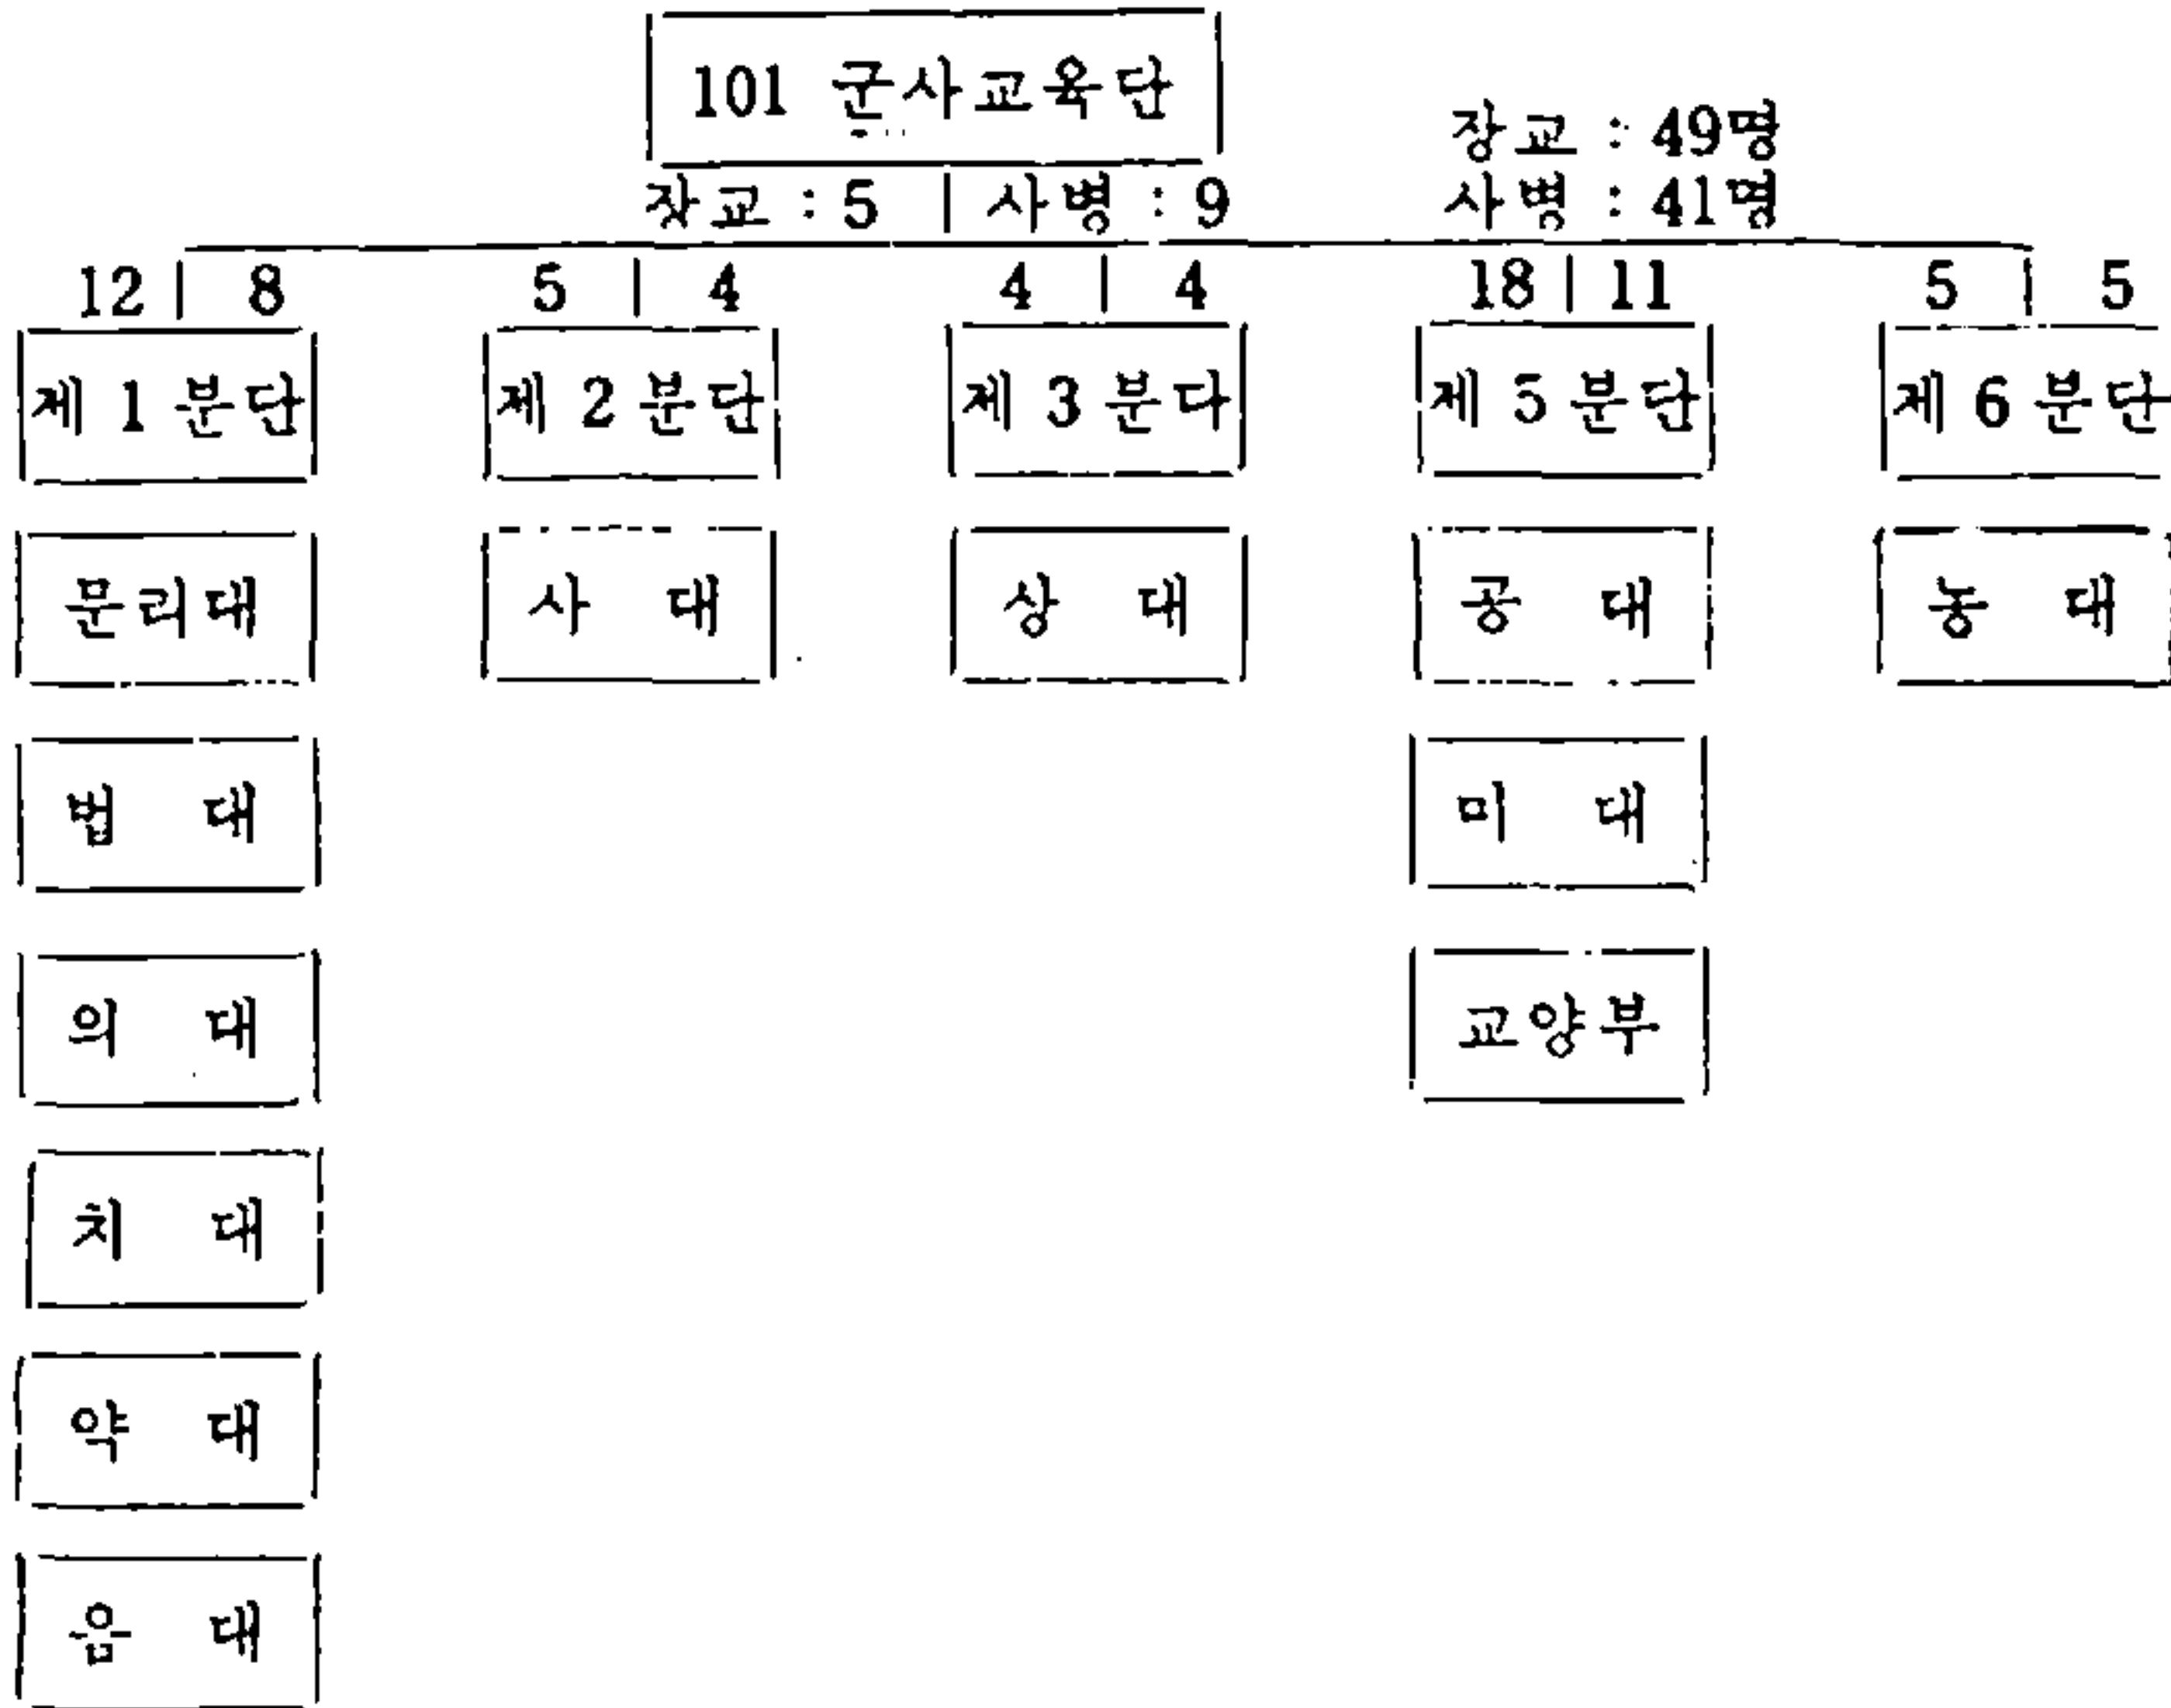 101 군사교육단
장교 : 49명
장교 : 5 | 사병 : 9
사병 : 41명
12 | 8
5 | 4
4 | 4
18 | 11
5 | 5
제 1 분단
제 2 분단
제 3 분다
제 5 분단
제 6 분단
문리대
사 대
상 대
공 대
농 대
법 대
미 대
의 대
교양부
치 대
약 대
음 대